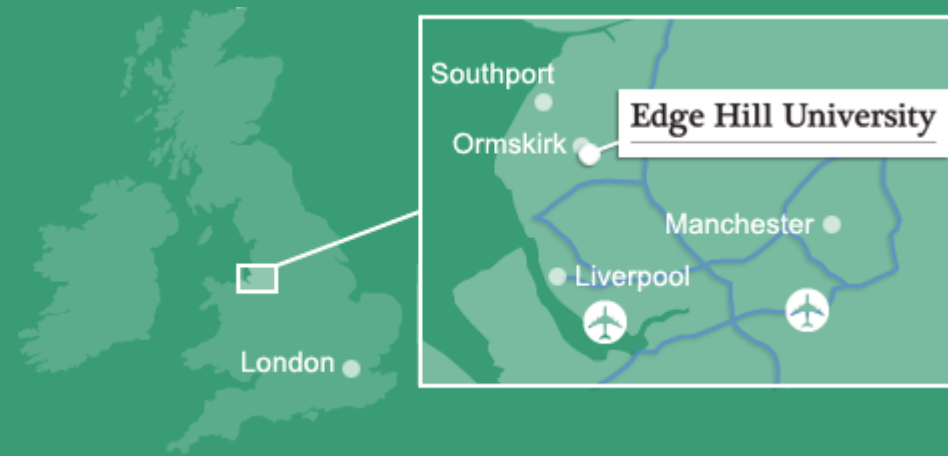 Southport
Edge Hill University
Ormskirk
Manchester
Liverpool
London